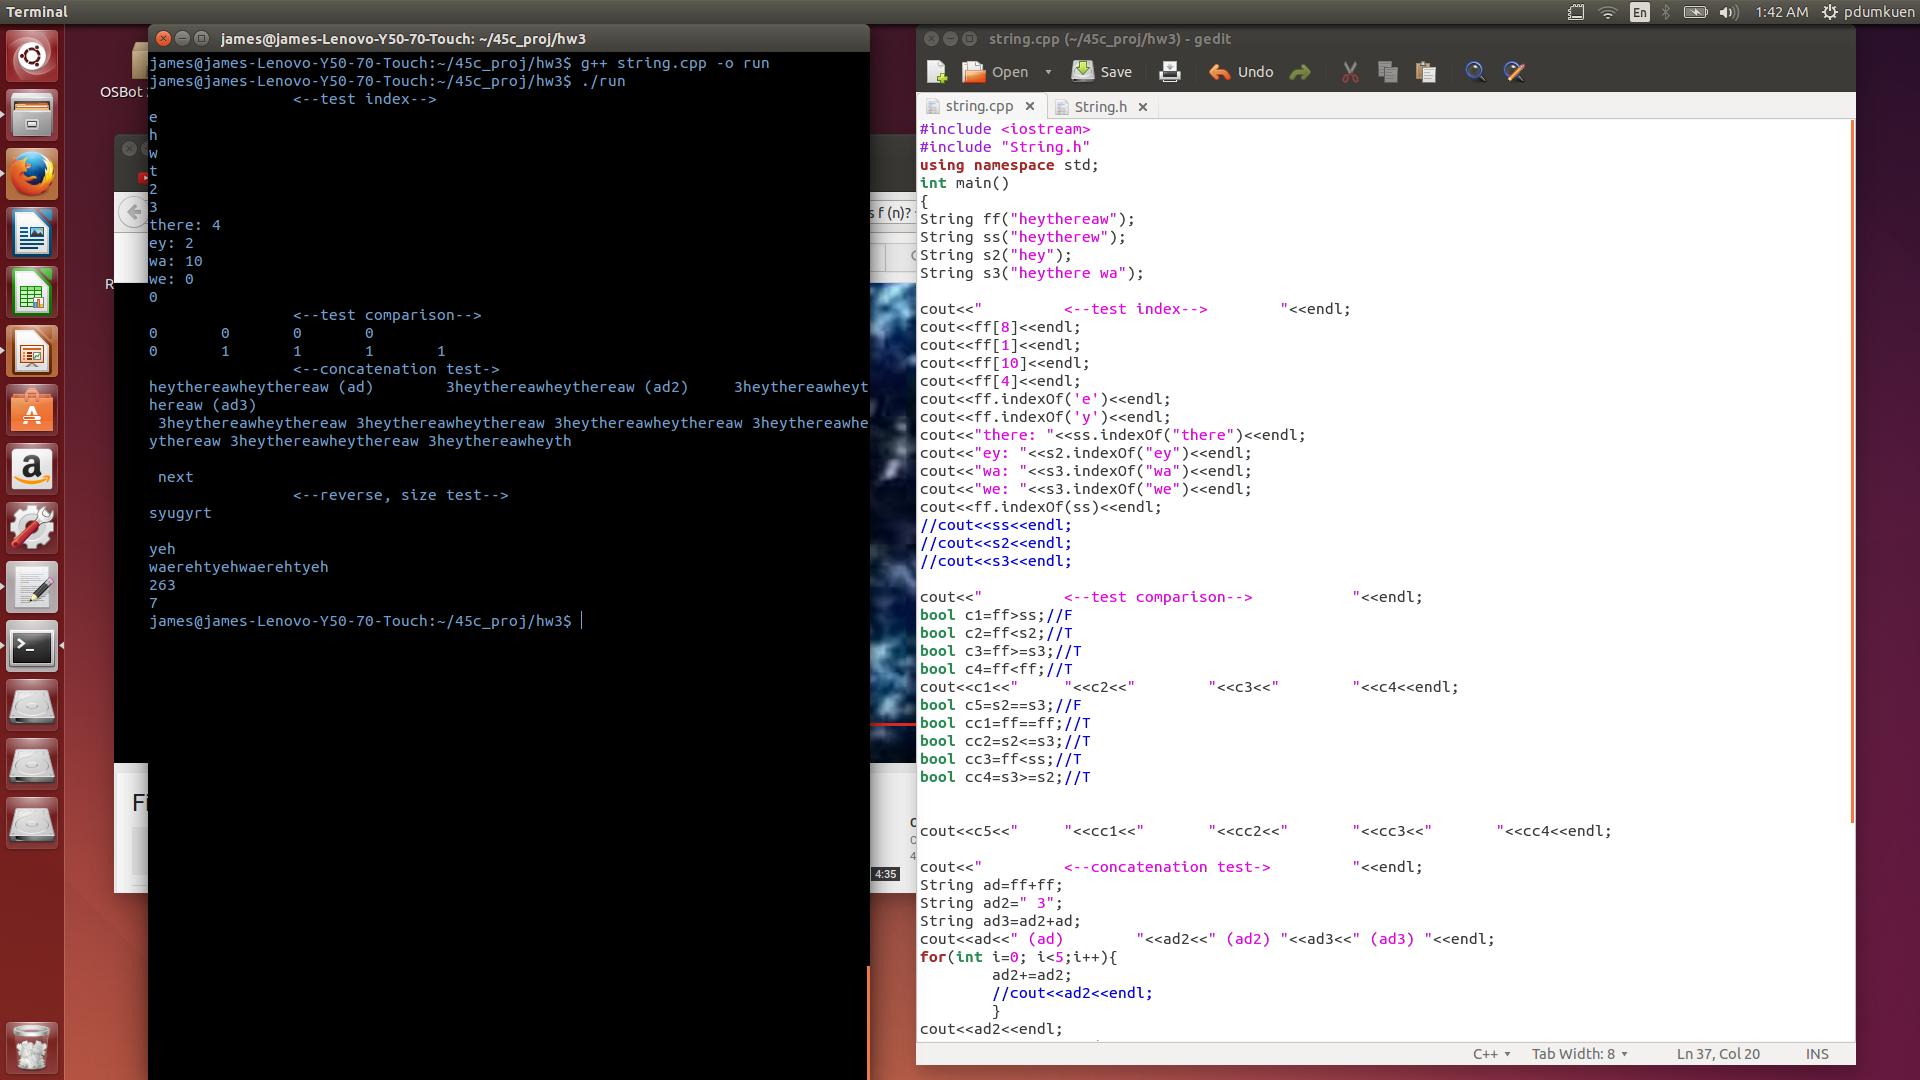 Terminal
En
1:42 AM
pdumkuen
OSBot
james@james-Lenovo-Y50-70-Touch: ~/45c_proj/hw3
james@james-Lenovo-Y50-70-Touch:~/45c_proj/hw3$ g++ string.cpp -o run
james@james-Lenovo-Y50-70-Touch:~/45c_proj/hw3$ ./run
<--test index-->
e
h
w
t
2
3
there: 4
ey: 2
wa: 10
we: 0
0
<--test comparison-->
0 0 0 0
0 1 1 1 1
<--concatenation test->
heythereawheythereaw (ad) 3heythereawheythereaw (ad2) 3heythereawheyt
hereaw (ad3)
3heythereawheythereaw 3heythereawheythereaw 3heythereawheythereaw 3heythereawhe
ythereaw 3heythereawheythereaw 3heythereawheyth
next
<--reverse, size test-->
syugyrt
yeh
waerehtyehwaerehtyeh
263
7
james@james-Lenovo-Y50-70-Touch:~/45c_proj/hw3$
R
s f (n)?
Fi
4:35
string.cpp (~/45c_proj/hw3) - gedit
Open Save Undo
string.cpp String.h
#include <iostream>
#include "String.h"
using namespace std;
int main()
{
String ff("heythereaw");
String ss("heytherew");
String s2("hey");
String s3("heythere wa");
cout<<" <--test index--> "<<endl;
cout<<ff[8]<<endl;
cout<<ff[1]<<endl;
cout<<ff[10]<<endl;
cout<<ff[4]<<endl;
cout<<ff.indexOf('e')<<endl;
cout<<ff.indexOf('y')<<endl;
cout<<"there: "<<ss.indexOf("there")<<endl;
cout<<"ey: "<<s2.indexOf("ey")<<endl;
cout<<"wa: "<<s3.indexOf("wa")<<endl;
cout<<"we: "<<s3.indexOf("we")<<endl;
cout<<ff.indexOf(ss)<<endl;
//cout<<ss<<endl;
//cout<<s2<<endl;
//cout<<s3<<endl;
cout<<" <--test comparison--> "<<endl;
bool c1=ff>ss;//F
bool c2=ff<s2;//T
bool c3=ff>=s3;//T
bool c4=ff<ff;//T
cout<<c1<<" "<<c2<<" "<<c3<<" "<<c4<<endl;
bool c5=s2==s3;//F
bool cc1=ff==ff;//T
bool cc2=s2<=s3;//T
bool cc3=ff<ss;//T
bool cc4=s3>=s2;//T
cout<<c5<<" "<<cc1<<" "<<cc2<<" "<<cc3<<" "<<cc4<<endl;
cout<<" <--concatenation test-> "<<endl;
String ad=ff+ff;
String ad2=" 3";
String ad3=ad2+ad;
cout<<ad<<" (ad) "<<ad2<<" (ad2) "<<ad3<<" (ad3) "<<endl;
for(int i=0; i<5;i++){
ad2+=ad2;
//cout<<ad2<<endl;
}
cout<<ad2<<endl;
C++ Tab Width: 8 Ln 37, Col 20 INS